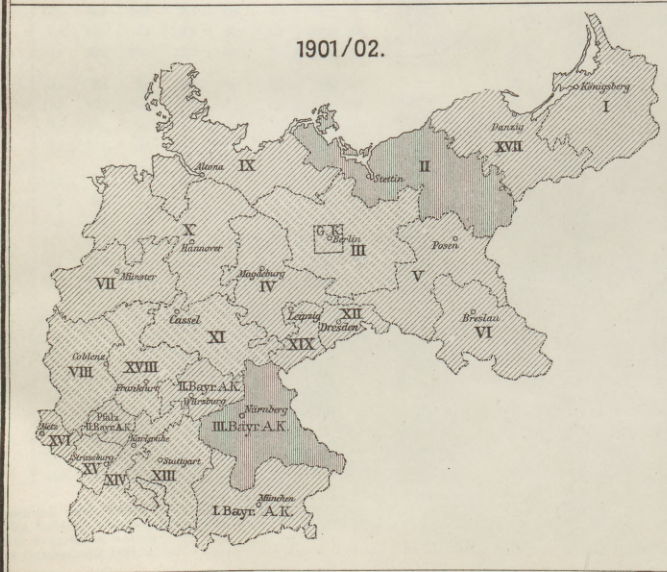 1901/02.
Königsberg
I
Danzig
XVII
II
Stettin
IX
Altona
G.K.
Berlin
III
X
Hannover
Posen
V
VII
Münster
Magdeburg
IV
Breslau
VI
Cassel
XI
Leipzig
XII
Dresden
XIX
Coblenz
VIII
XVIII
Frankfurt
II.Bayr.A.K.
Würzburg
Nürnberg
III.Bayr.A.K.
Pfalz
II.Bayr.A.K.
Metz
XVI
Karlsruhe
Strassburg
XV
XIV
Stuttgart
XIII
München
I.Bayr. A.K.